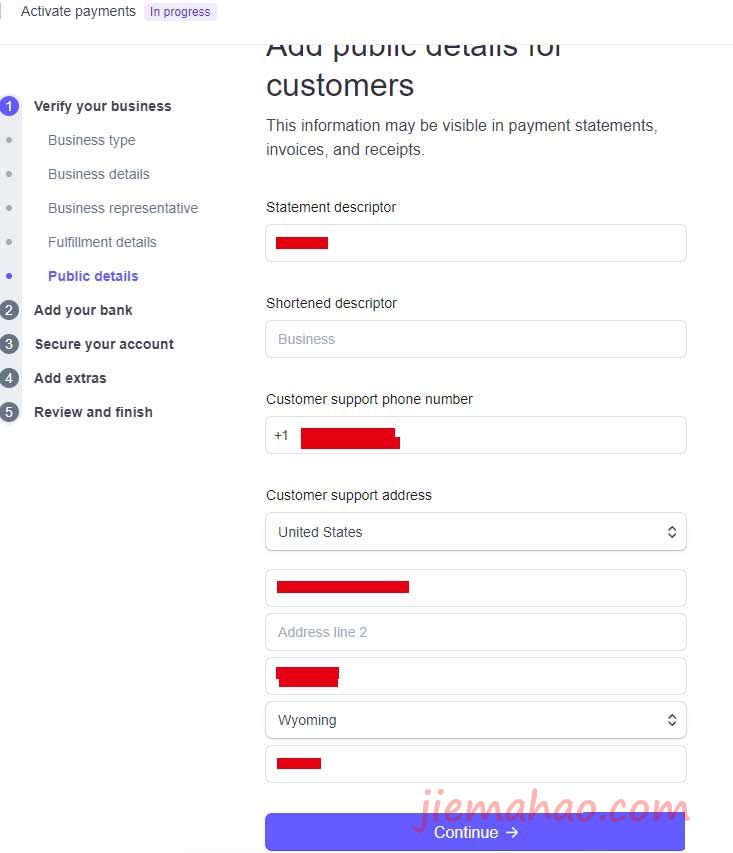 Activate payments In progress
Add public details for
customers
This information may be visible in payment statements,
invoices, and receipts.
1 Verify your business
Business type
Business details
Business representative
Fulfillment details
Public details
2 Add your bank
3 Secure your account
4 Add extras
5 Review and finish
Statement descriptor
Shortened descriptor
Business
Customer support phone number
+1
Customer support address
United States
Address line 2
Wyoming
jiemahao.com
Continue →